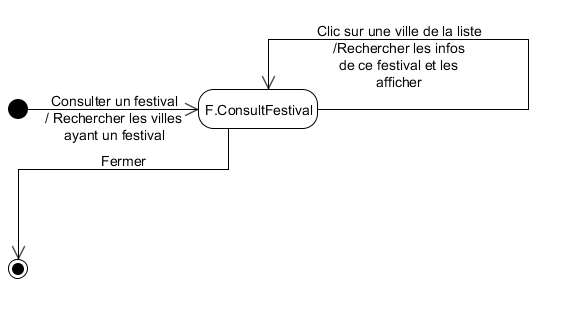 Clic sur une ville de la liste
/Rechercher les infos
de ce festival et les
afficher
Consulter un festival
/ Rechercher les villes
ayant un festival
F.ConsultFestival
Fermer